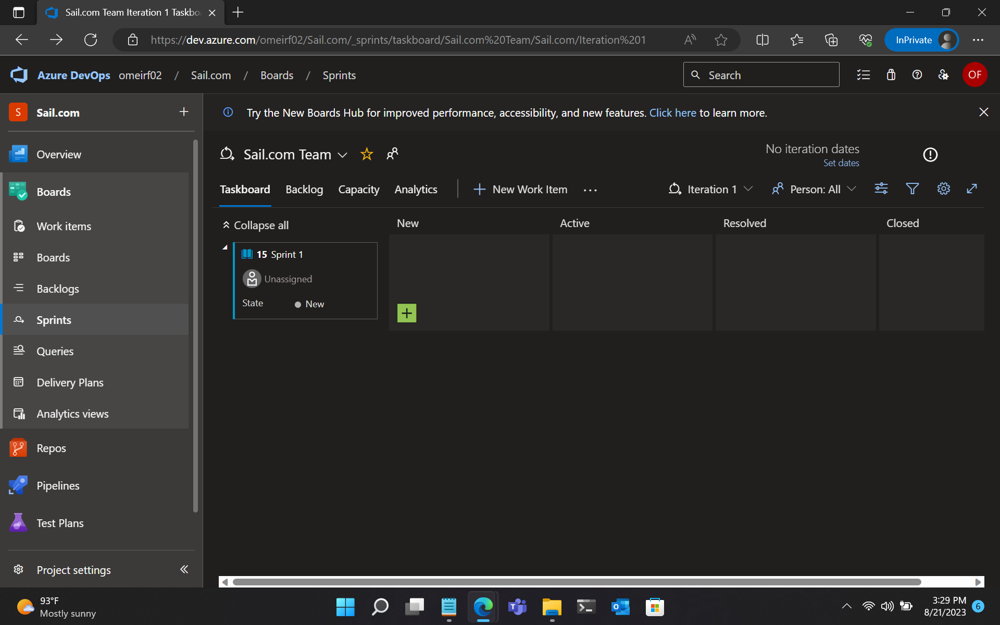 Sail.com Team Iteration 1 Taskbo
https://dev.azure.com/omeirf02/Sail.com/_sprints/taskboard/Sail.com%20Team/Sail.com/Iteration%201
InPrivate
Azure DevOps omeirf02 / Sail.com / Boards / Sprints
Search
OF
S Sail.com
Try the New Boards Hub for improved performance, accessibility, and new features. Click here to learn more.
Overview
Boards
Work items
Boards
Backlogs
Sprints
Queries
Delivery Plans
Analytics views
Repos
Pipelines
Test Plans
Project settings
Sail.com Team
No iteration dates
Set dates
Taskboard Backlog Capacity Analytics New Work Item
Iteration 1 Person: All
Collapse all New Active Resolved Closed
15 Sprint 1
Unassigned
State New
93°F
Mostly sunny
3:29 PM
8/21/2023
6